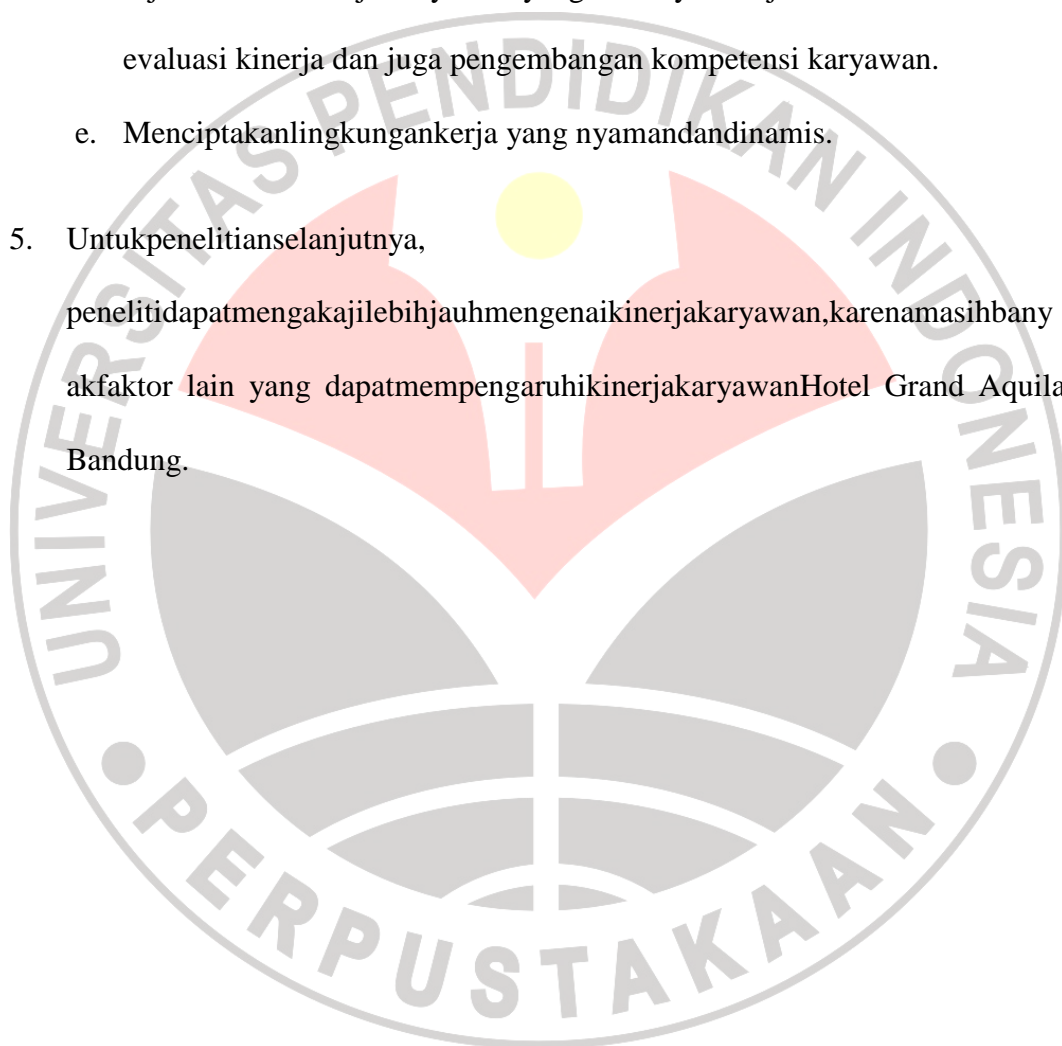 evaluasi kinerja dan juga pengembangan kompetensi karyawan.
e. Menciptakanlingkungankerja yang nyamandandinamis.
5. Untukpenelitianselanjutnya,
penelitidapatmengakajilebihjauhmengenaikinerjakaryawan,karenamasihbany
akfaktor lain yang dapatmempengaruhikinerjakaryawanHotel Grand Aquila
Bandung.
UNIVERSITAS PENDIDIKAN INDONESIA
PERPUSTAKAAN